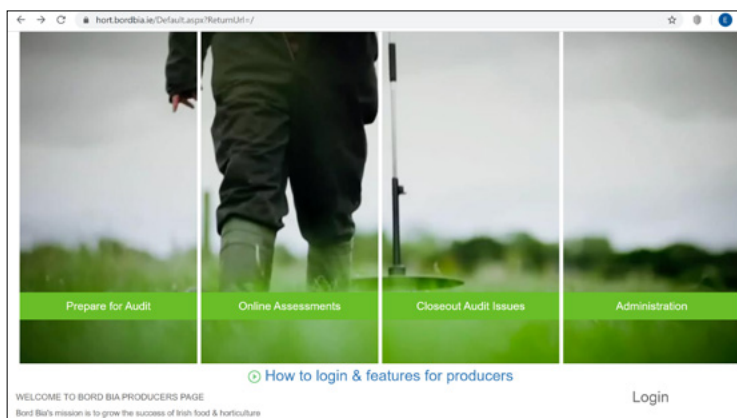 hort.bordbia.ie/Default.aspx?ReturnUrl=/
E
Prepare for Audit
Online Assessments
Closeout Audit Issues
Administration
How to login & features for producers
WELCOME TO BORD BIA PRODUCERS PAGE
Login
Bord Bia's mission is to grow the success of Irish food & horticulture